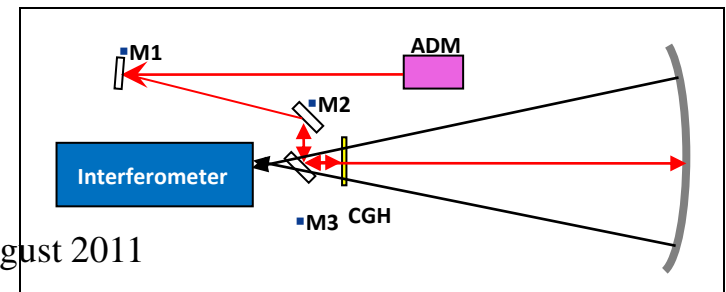 ▪M1
ADM
▪M2
Interferometer
▪M3 CGH
gust 2011